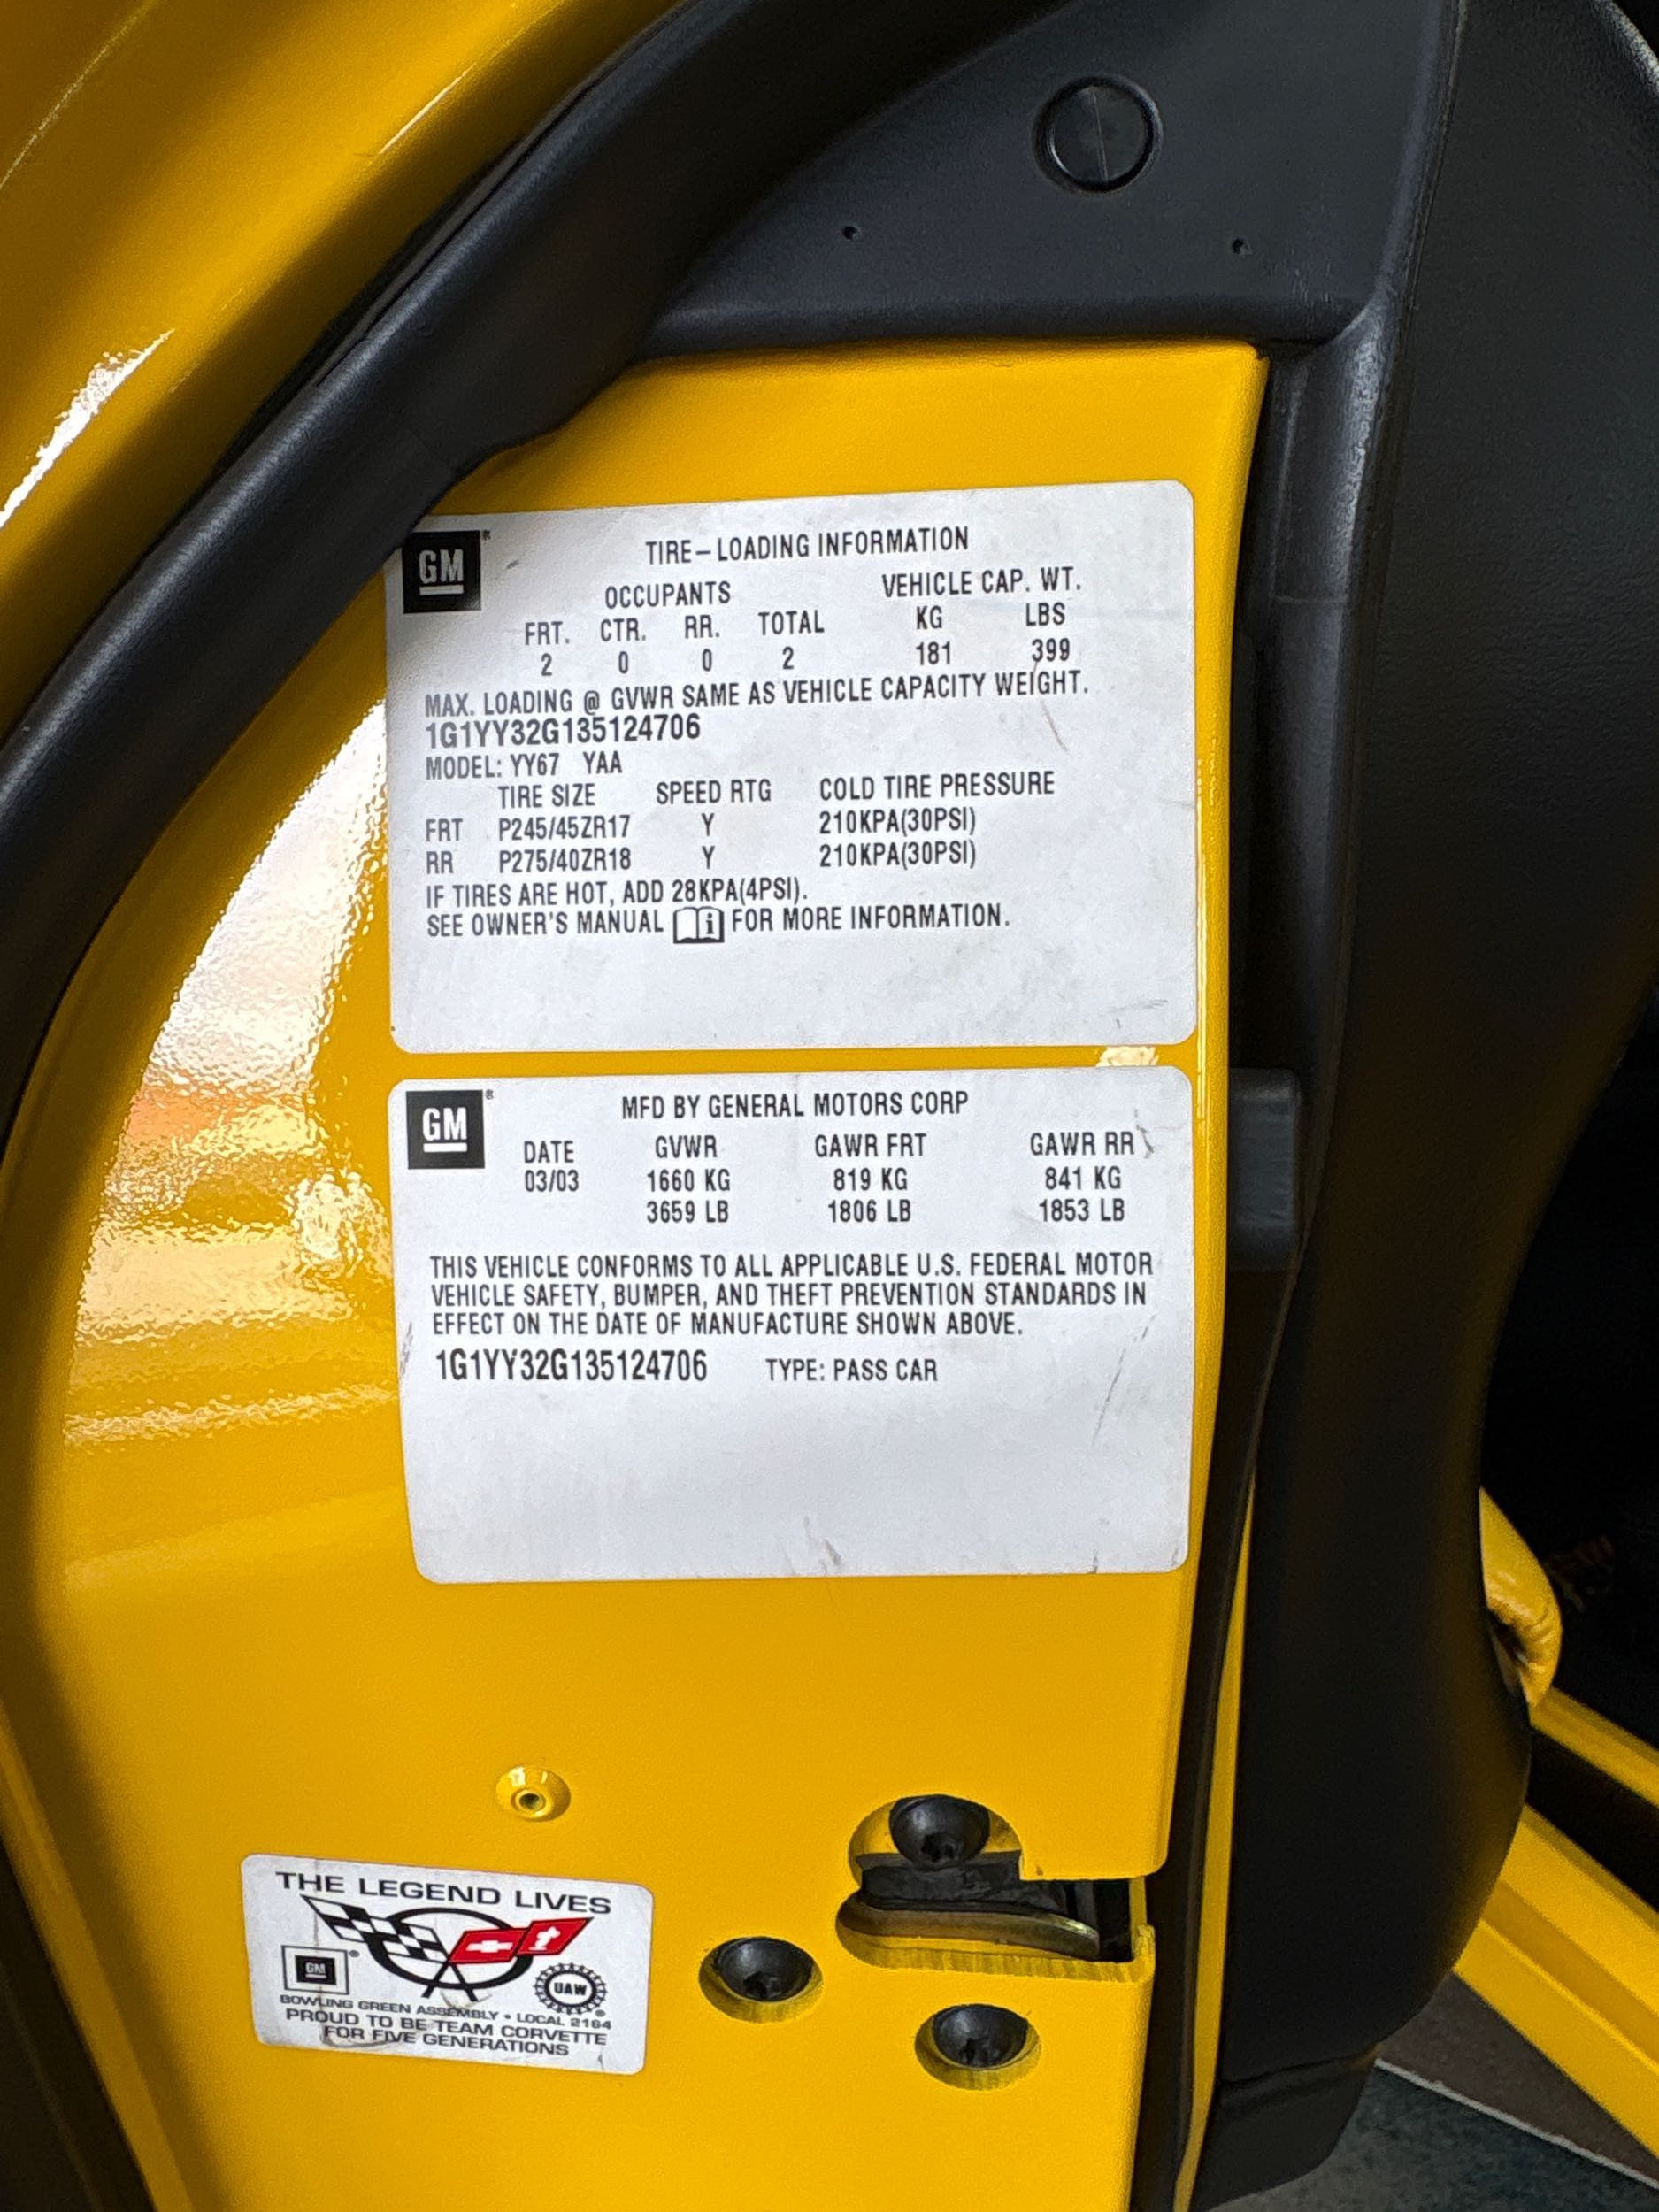 GM®
TIRE-LOADING INFORMATION
OCCUPANTS VEHICLE CAP. WT.
FRT. CTR. RR. TOTAL KG LBS
2 0 0 2 181 399
MAX. LOADING @ GVWR SAME AS VEHICLE CAPACITY WEIGHT.
1G1YY32G135124706
MODEL: YY67 YAA
TIRE SIZE SPEED RTG COLD TIRE PRESSURE
FRT P245/45ZR17 Y 210KPA(30PSI)
RR P275/40ZR18 Y 210KPA(30PSI)
IF TIRES ARE HOT, ADD 28KPA(4PSI).
SEE OWNER'S MANUAL i FOR MORE INFORMATION.
GM®
MFD BY GENERAL MOTORS CORP
DATE GVWR GAWR FRT GAWR RR
03/03 1660 KG 819 KG 841 KG
3659 LB 1806 LB 1853 LB
THIS VEHICLE CONFORMS TO ALL APPLICABLE U.S. FEDERAL MOTOR
VEHICLE SAFETY, BUMPER, AND THEFT PREVENTION STANDARDS IN
EFFECT ON THE DATE OF MANUFACTURE SHOWN ABOVE.
1G1YY32G135124706 TYPE: PASS CAR
THE LEGEND LIVES
GM® UAW®
BOWLING GREEN ASSEMBLY • LOCAL 2164
PROUD TO BE TEAM CORVETTE
FOR FIVE GENERATIONS